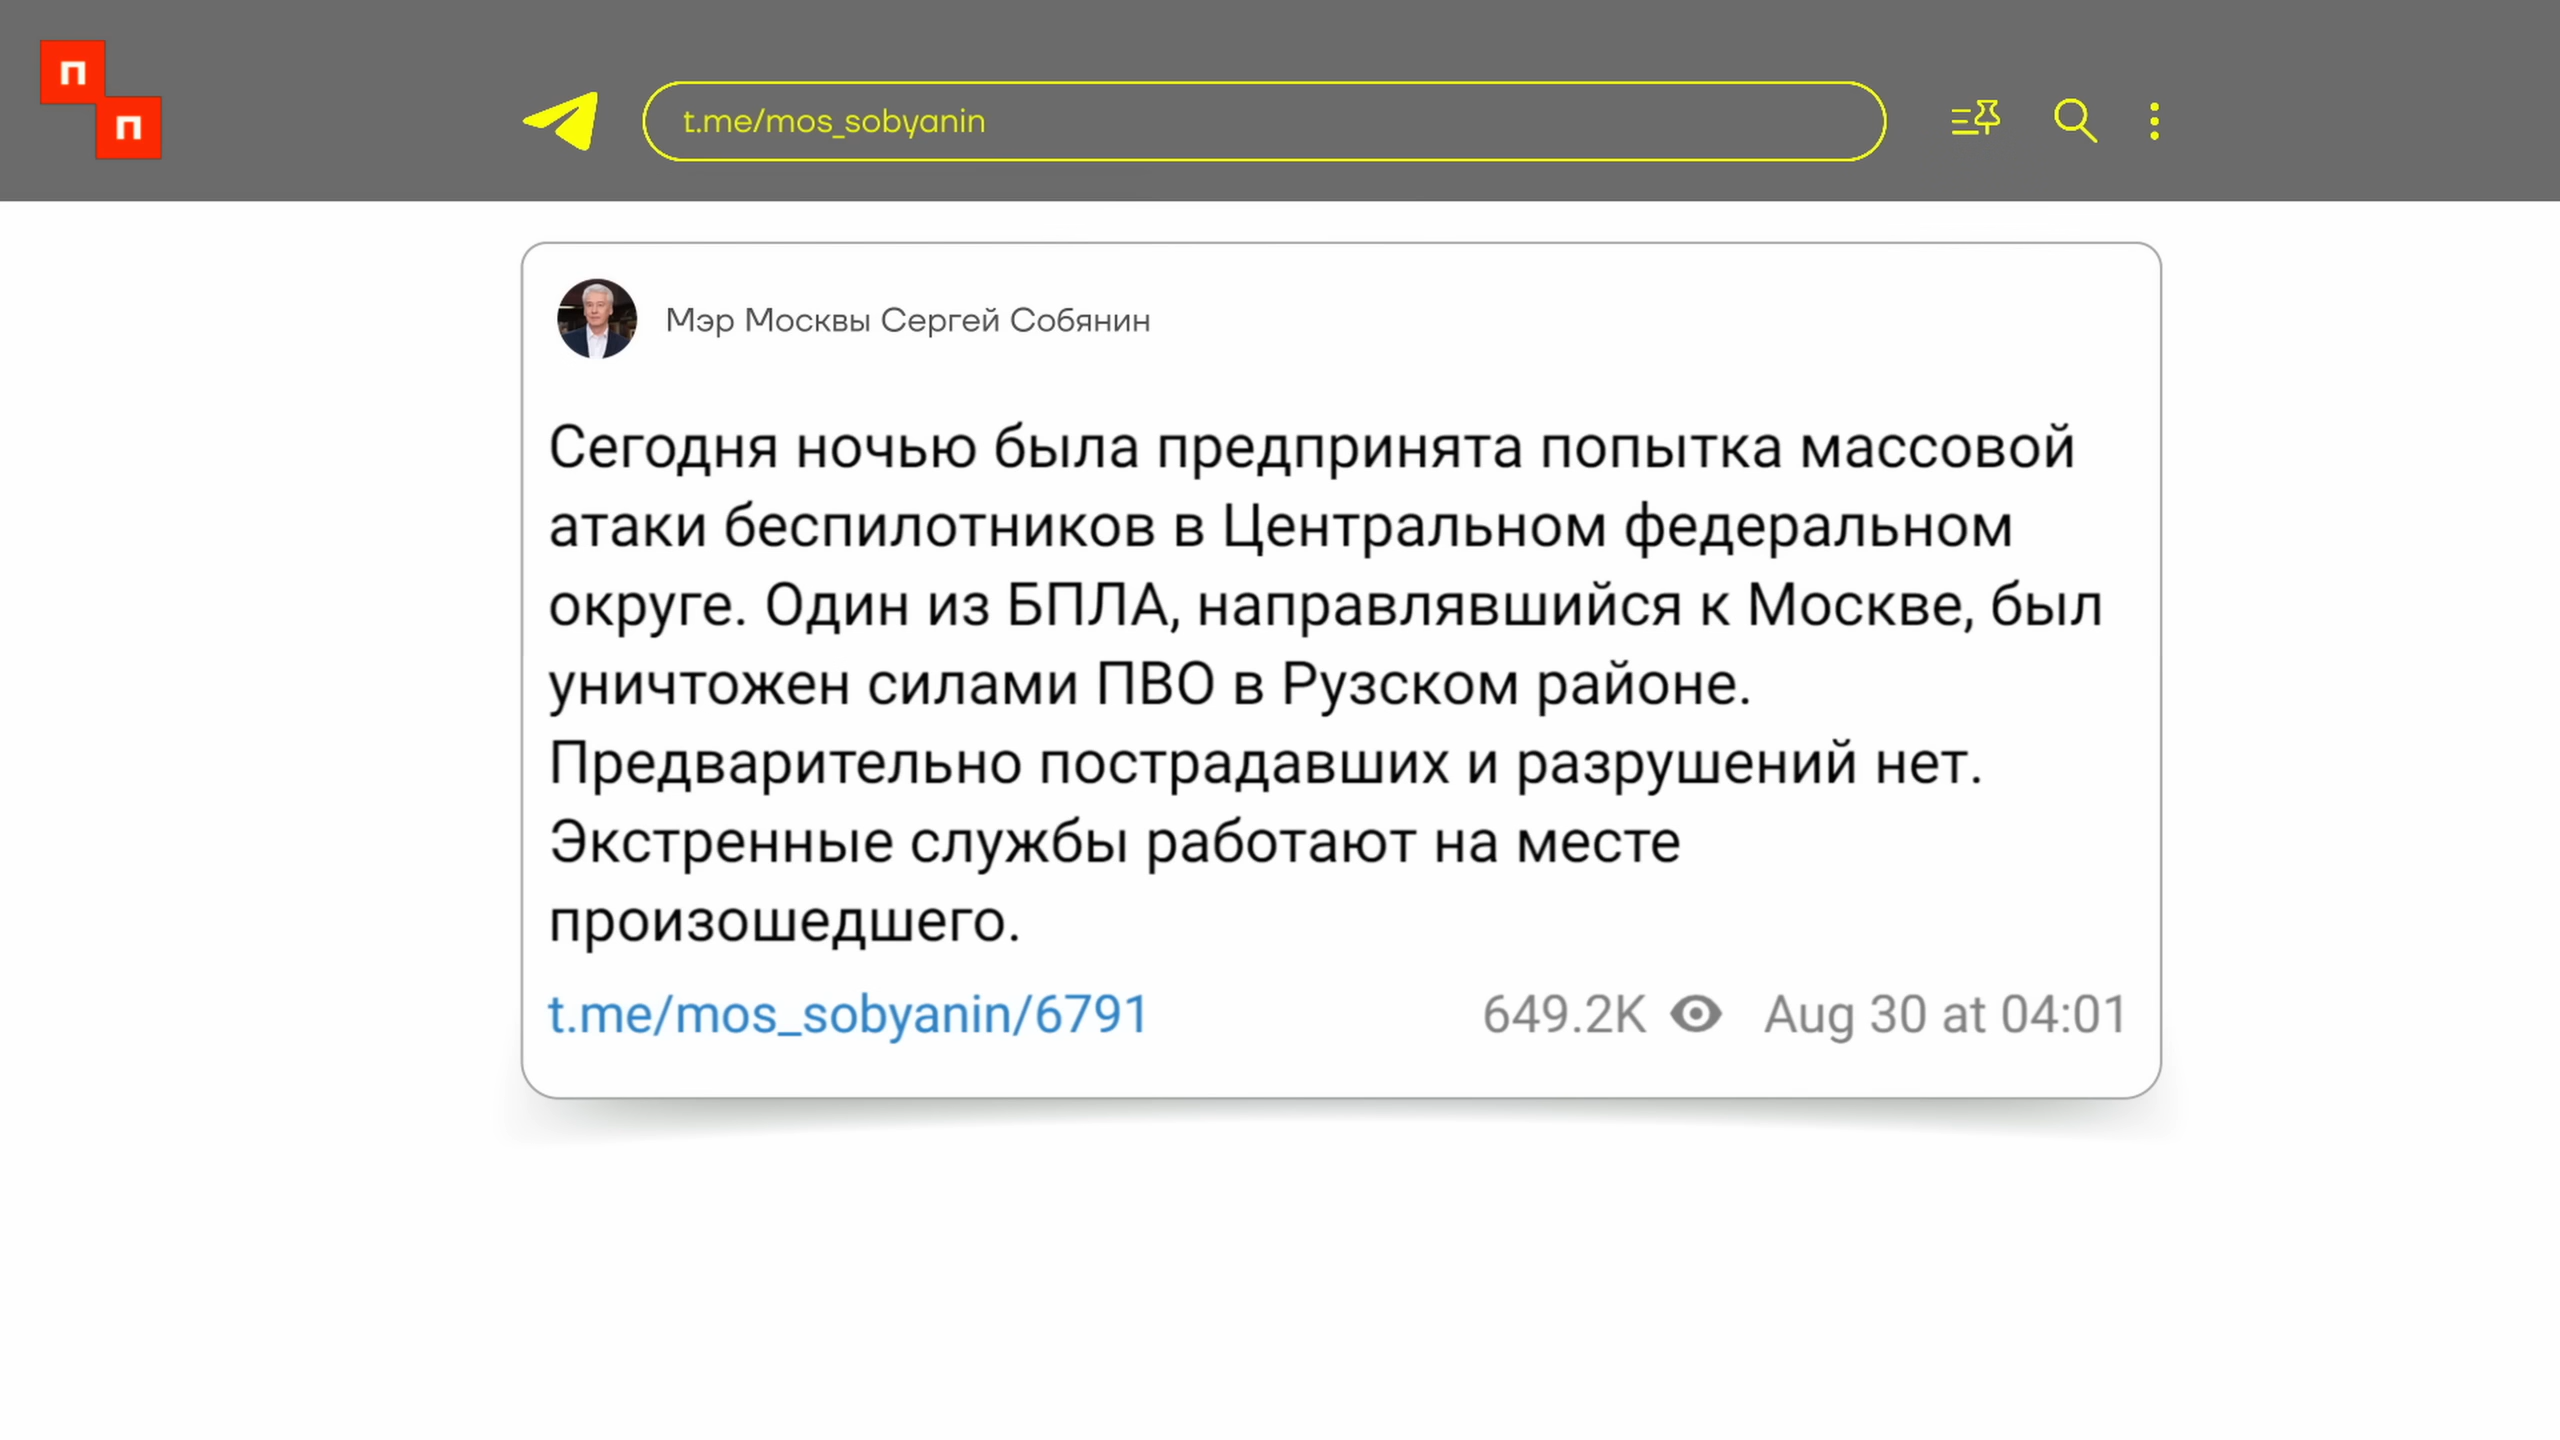 П
П
t.me/mos_sobyanin
Мэр Москвы Сергей Собянин
Сегодня ночью была предпринята попытка массовой
атаки беспилотников в Центральном федеральном
округе. Один из БПЛА, направлявшийся к Москве, был
уничтожен силами ПВО в Рузском районе.
Предварительно пострадавших и разрушений нет.
Экстренные службы работают на месте
произошедшего.
t.me/mos_sobyanin/6791 649.2K Aug 30 at 04:01